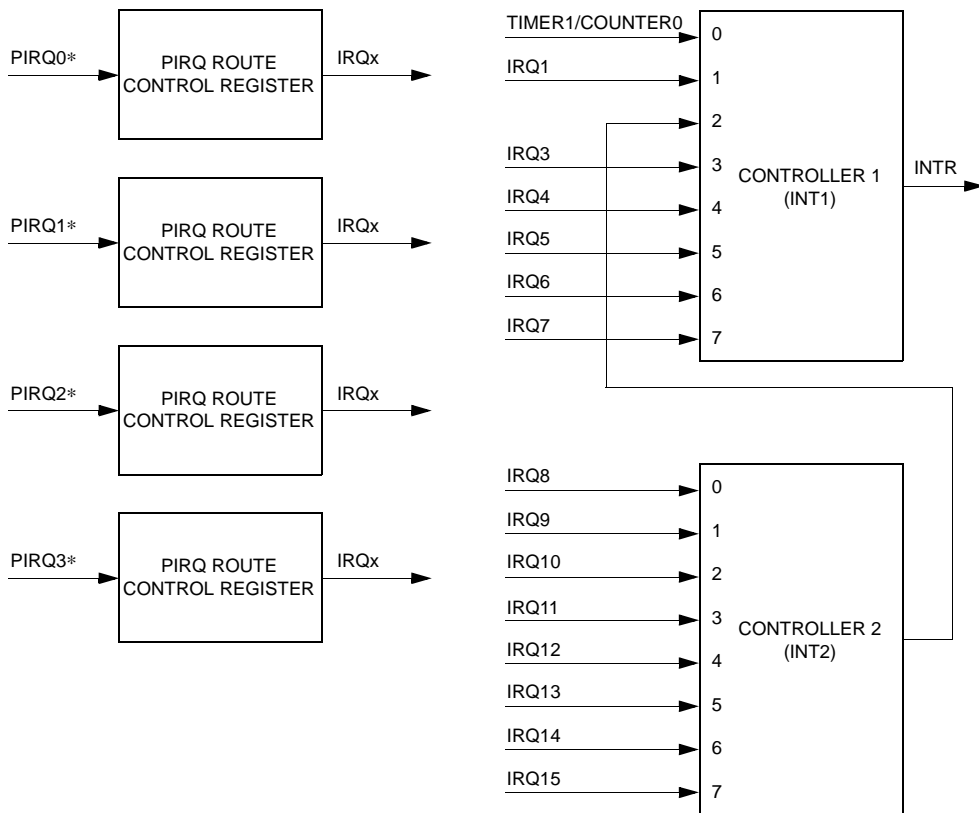 PIRQ0*
PIRQ ROUTE
CONTROL REGISTER
IRQx
PIRQ1*
PIRQ ROUTE
CONTROL REGISTER
IRQx
PIRQ2*
PIRQ ROUTE
CONTROL REGISTER
IRQx
PIRQ3*
PIRQ ROUTE
CONTROL REGISTER
IRQx
TIMER1/COUNTER0
0
IRQ1
1
2
IRQ3
3
IRQ4
4
IRQ5
5
IRQ6
6
IRQ7
7
CONTROLLER 1
(INT1)
INTR
IRQ8
0
IRQ9
1
IRQ10
2
IRQ11
3
IRQ12
4
IRQ13
5
IRQ14
6
IRQ15
7
CONTROLLER 2
(INT2)